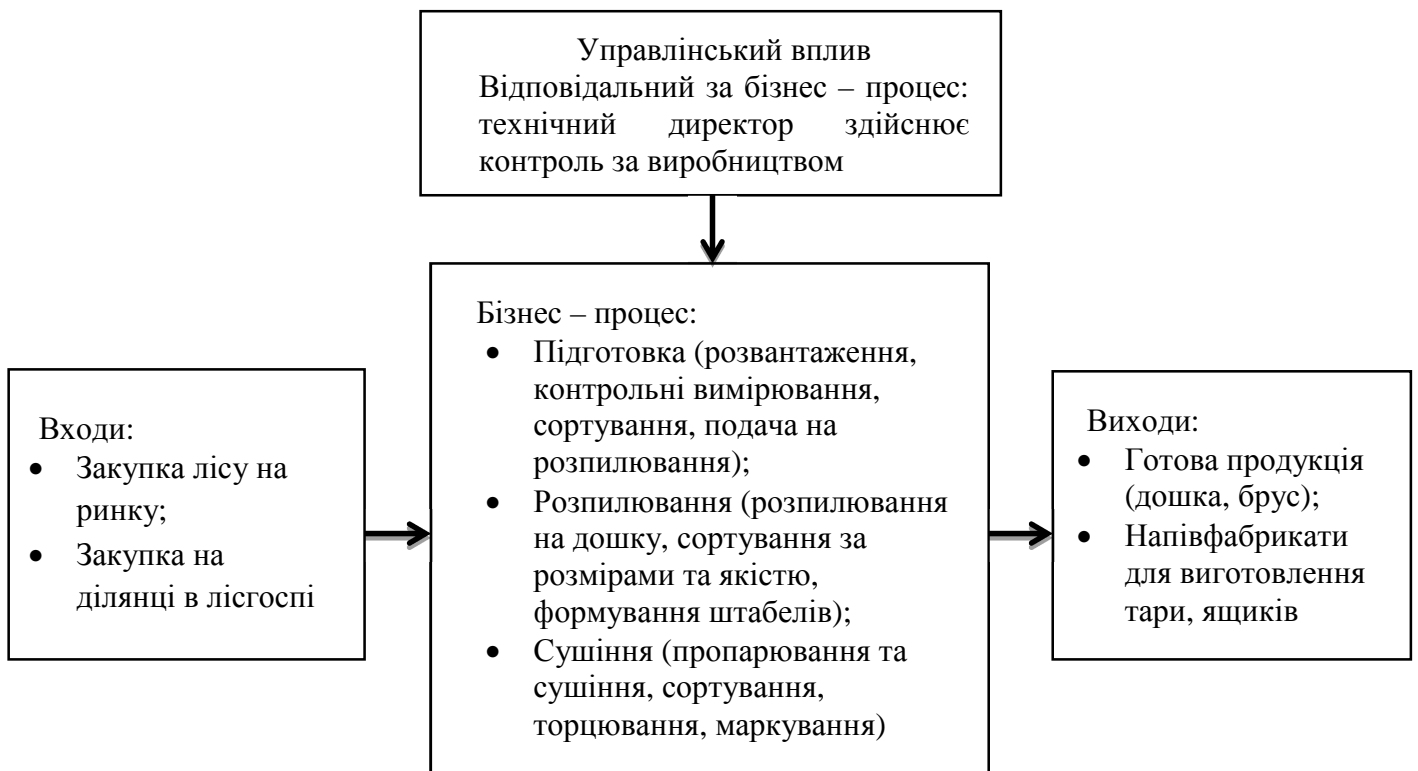 Управлінський вплив
Відповідальний за бізнес – процес:
технічний директор здійснює
контроль за виробництвом
Входи:
• Закупка лісу на
ринку;
• Закупка на
ділянці в лісгоспі
Бізнес – процес:
• Підготовка (розвантаження,
контрольні вимірювання,
сортування, подача на
розпилювання);
• Розпилювання (розпилювання
на дошку, сортування за
розмірами та якістю,
формування штабелів);
• Сушіння (пропарювання та
сушіння, сортування,
торцювання, маркування)
Виходи:
• Готова продукція
(дошка, брус);
• Напівфабрикати
для виготовлення
тари, ящиків